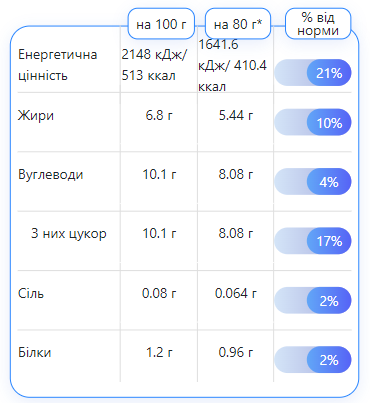 на 100 г
на 80 г*
% від
норми
Енергетична
цінність
2148 кДж/
513 ккал
1641.6
кДж/ 410.4
ккал
21%
Жири
6.8 г
5.44 г
10%
Вуглеводи
10.1 г
8.08 г
4%
З них цукор
10.1 г
8.08 г
17%
Сіль
0.08 г
0.064 г
2%
Білки
1.2 г
0.96 г
2%